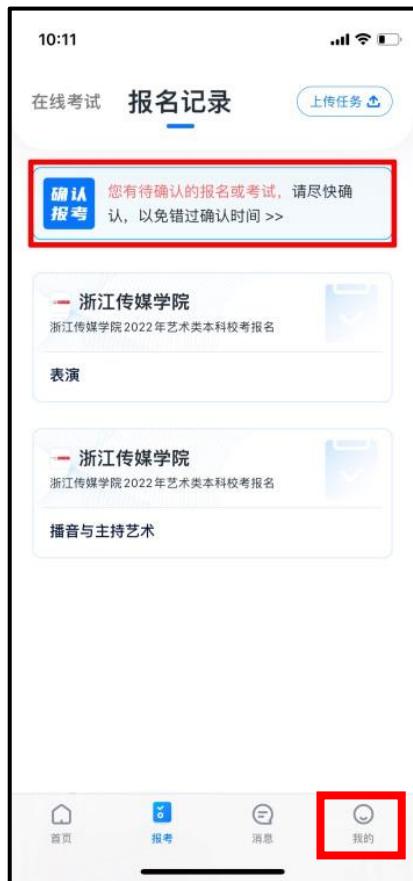 10:11
在线考试 报名记录 上传任务
确认
报考
您有待确认的报名或考试，请尽快确
认，以免错过确认时间 >>
浙江传媒学院
浙江传媒学院2022年艺术类本科校考报名
表演
浙江传媒学院
浙江传媒学院2022年艺术类本科校考报名
播音与主持艺术
首页 报考 消息 我的